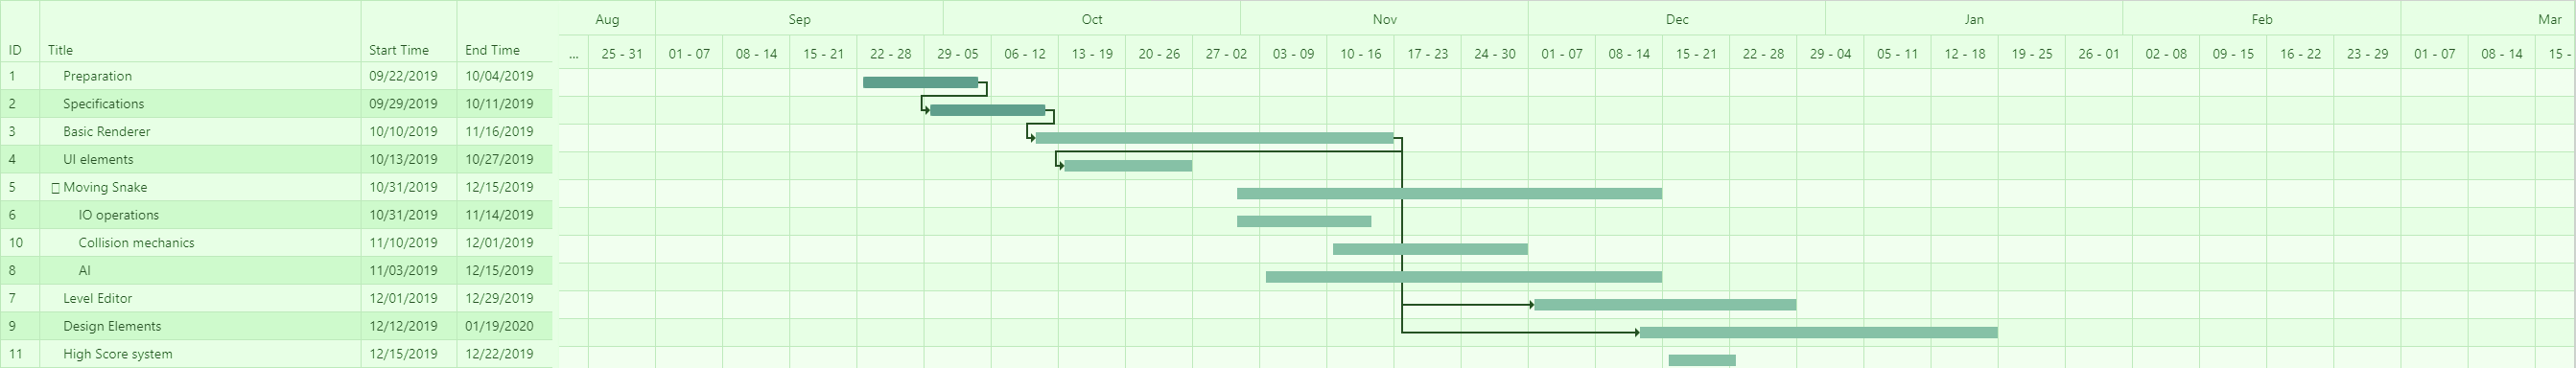 Aug Sep Oct Nov Dec Jan Feb Mar
ID Title Start Time End Time ... 25 - 31 01 - 07 08 - 14 15 - 21 22 - 28 29 - 05 06 - 12 13 - 19 20 - 26 27 - 02 03 - 09 10 - 16 17 - 23 24 - 30 01 - 07 08 - 14 15 - 21 22 - 28 29 - 04 05 - 11 12 - 18 19 - 25 26 - 01 02 - 08 09 - 15 16 - 22 23 - 29 01 - 07 08 - 14 15 -
1 Preparation 09/22/2019 10/04/2019
2 Specifications 09/29/2019 10/11/2019
3 Basic Renderer 10/10/2019 11/16/2019
4 UI elements 10/13/2019 10/27/2019
5 Moving Snake 10/31/2019 12/15/2019
6 IO operations 10/31/2019 11/14/2019
10 Collision mechanics 11/10/2019 12/01/2019
8 AI 11/03/2019 12/15/2019
7 Level Editor 12/01/2019 12/29/2019
9 Design Elements 12/12/2019 01/19/2020
11 High Score system 12/15/2019 12/22/2019